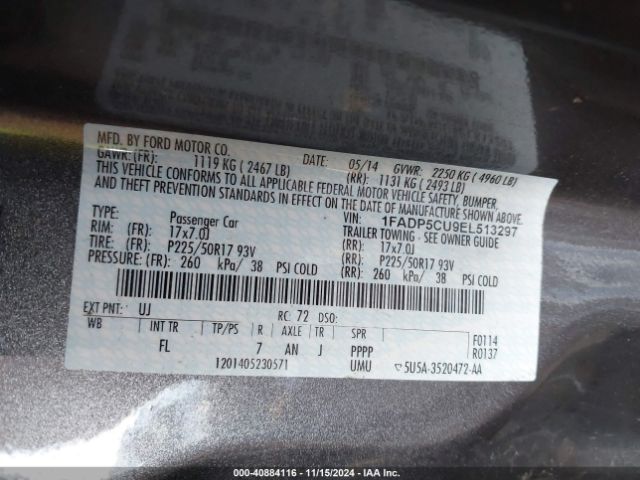 MFD. BY FORD MOTOR CO.
DATE: 05/14 GVWR: 2250 KG ( 4960 LB)
GAWR: (FR): 1119 KG ( 2467 LB) (RR): 1131 KG ( 2493 LB)
THIS VEHICLE CONFORMS TO ALL APPLICABLE FEDERAL MOTOR VEHICLE SAFETY, BUMPER,
AND THEFT PREVENTION STANDARDS IN EFFECT ON THE DATE OF MANUFACTURE SHOWN ABOVE.
VIN: 1FADP5CU9EL513297
TYPE: Passenger Car TRAILER TOWING - SEE OWNER GUIDE
RIM: (FR): 17x7.0J (RR): 17x7.0J
TIRE: (FR): P225/50R17 93V (RR): P225/50R17 93V
PRESSURE: (FR): 260 kPa/ 38 PSI COLD (RR): 260 kPa/ 38 PSI COLD
EXT PNT: UJ RC: 72 DSO: F0114
WB INT TR TP/PS R AXLE TR SPR R0137
FL 7 AN J PPPP
1201405230571 UMU 5U5A-3520472-AA
000-40884116 - 11/15/2024 - IAA Inc.